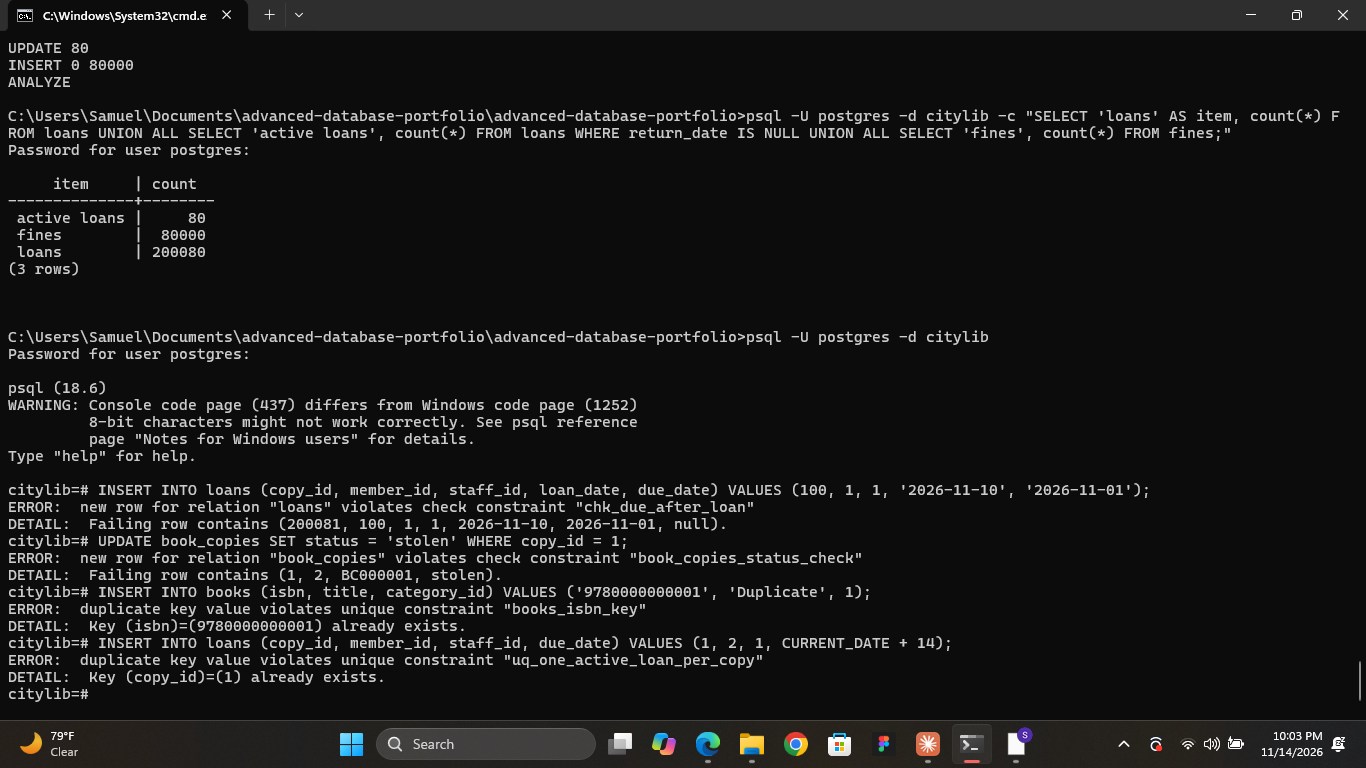 C:\Windows\System32\cmd.e
UPDATE 80
INSERT 0 80000
ANALYZE
C:\Users\Samuel\Documents\advanced-database-portfolio\advanced-database-portfolio>psql -U postgres -d citylib -c "SELECT 'loans' AS item, count(*) F
ROM loans UNION ALL SELECT 'active loans', count(*) FROM loans WHERE return_date IS NULL UNION ALL SELECT 'fines', count(*) FROM fines;"
Password for user postgres:
     item     | count
--------------+--------
 active loans |     80
 fines        |  80000
 loans        | 200080
(3 rows)
C:\Users\Samuel\Documents\advanced-database-portfolio\advanced-database-portfolio>psql -U postgres -d citylib
Password for user postgres:
psql (18.6)
WARNING: Console code page (437) differs from Windows code page (1252)
         8-bit characters might not work correctly. See psql reference
         page "Notes for Windows users" for details.
Type "help" for help.
citylib=# INSERT INTO loans (copy_id, member_id, staff_id, loan_date, due_date) VALUES (100, 1, 1, '2026-11-10', '2026-11-01');
ERROR:  new row for relation "loans" violates check constraint "chk_due_after_loan"
DETAIL:  Failing row contains (200081, 100, 1, 1, 2026-11-10, 2026-11-01, null).
citylib=# UPDATE book_copies SET status = 'stolen' WHERE copy_id = 1;
ERROR:  new row for relation "book_copies" violates check constraint "book_copies_status_check"
DETAIL:  Failing row contains (1, 2, BC000001, stolen).
citylib=# INSERT INTO books (isbn, title, category_id) VALUES ('9780000000001', 'Duplicate', 1);
ERROR:  duplicate key value violates unique constraint "books_isbn_key"
DETAIL:  Key (isbn)=(9780000000001) already exists.
citylib=# INSERT INTO loans (copy_id, member_id, staff_id, due_date) VALUES (1, 2, 1, CURRENT_DATE + 14);
ERROR:  duplicate key value violates unique constraint "uq_one_active_loan_per_copy"
DETAIL:  Key (copy_id)=(1) already exists.
citylib=#
79°F
Clear
Search
S
10:03 PM
11/14/2026